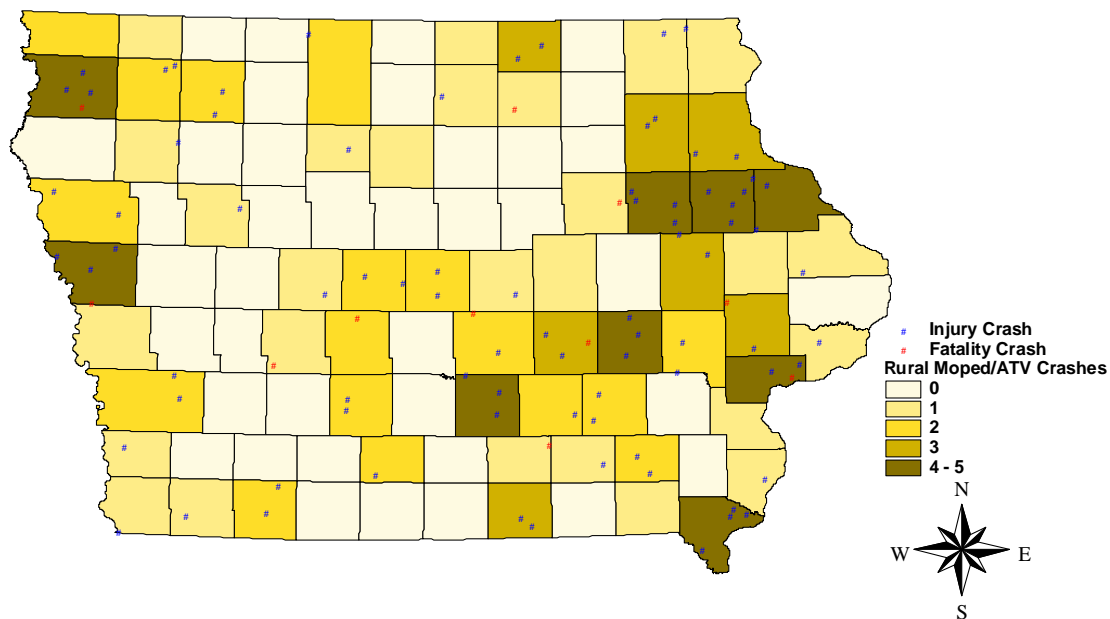 # Injury Crash
# Fatality Crash
Rural Moped/ATV Crashes
0
1
2
3
4 - 5
N
W E
S